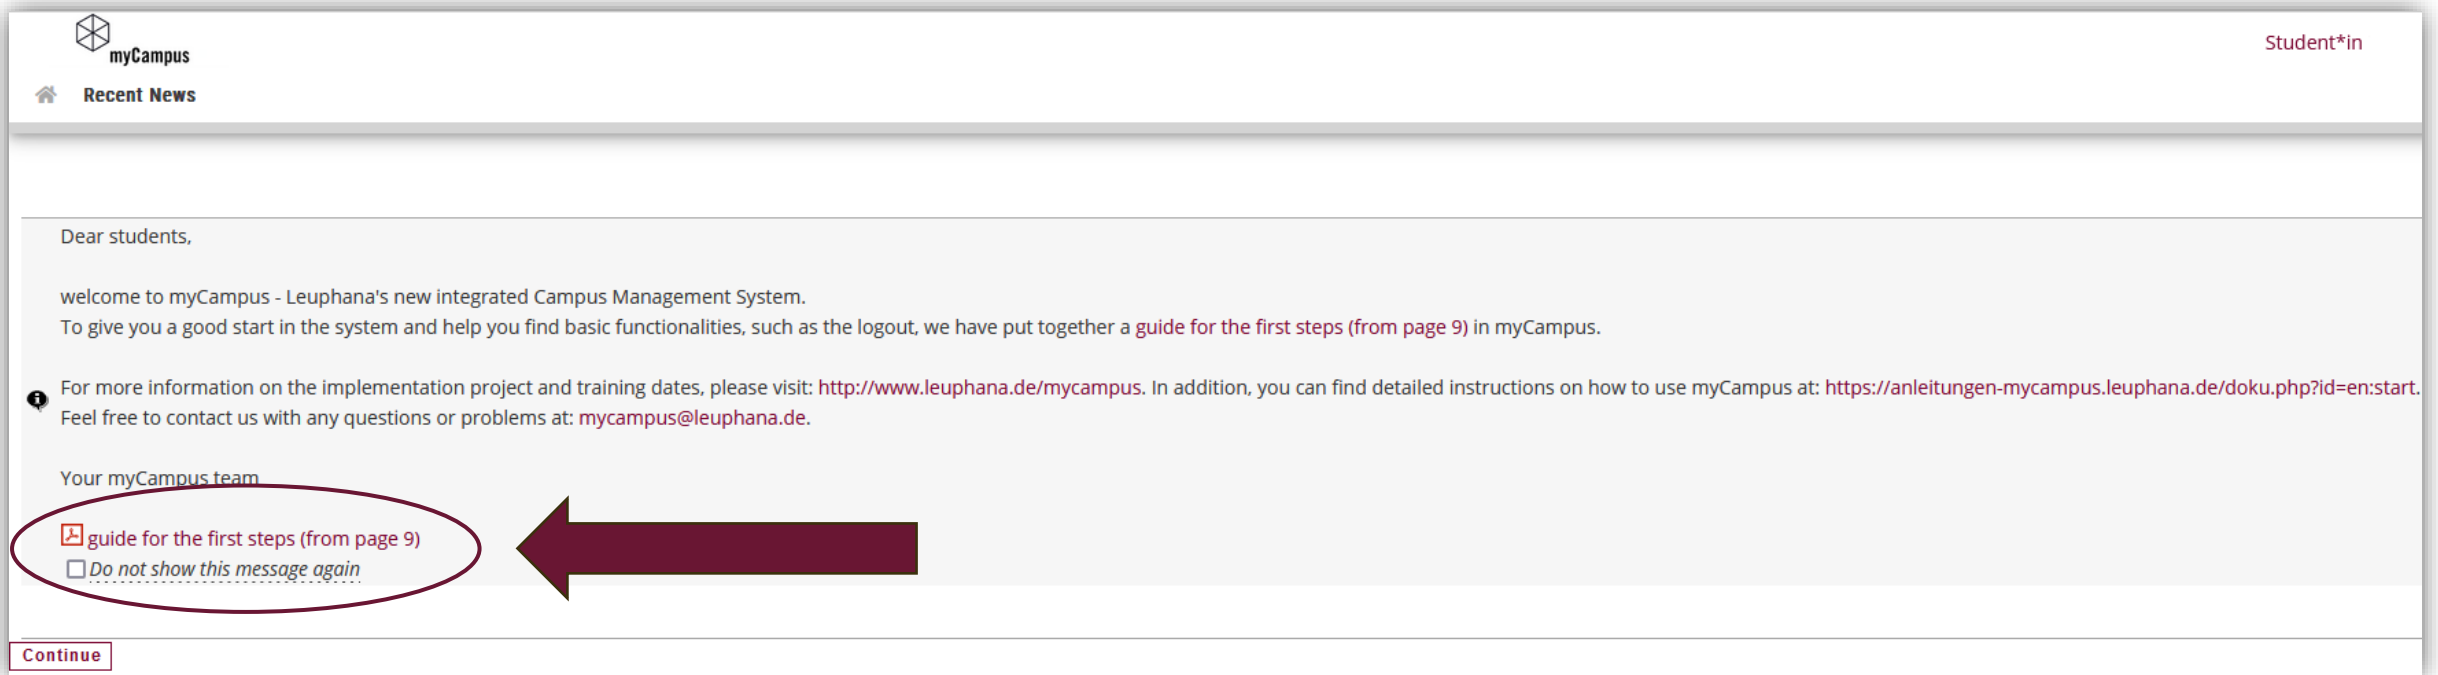 myCampus
Student*in
Recent News
Dear students,
welcome to myCampus - Leuphana's new integrated Campus Management System.
To give you a good start in the system and help you find basic functionalities, such as the logout, we have put together a guide for the first steps (from page 9) in myCampus.
For more information on the implementation project and training dates, please visit: http://www.leuphana.de/mycampus. In addition, you can find detailed instructions on how to use myCampus at: https://anleitungen-mycampus.leuphana.de/doku.php?id=en:start.
Feel free to contact us with any questions or problems at: mycampus@leuphana.de.
Your myCampus team
guide for the first steps (from page 9)
Do not show this message again
Continue